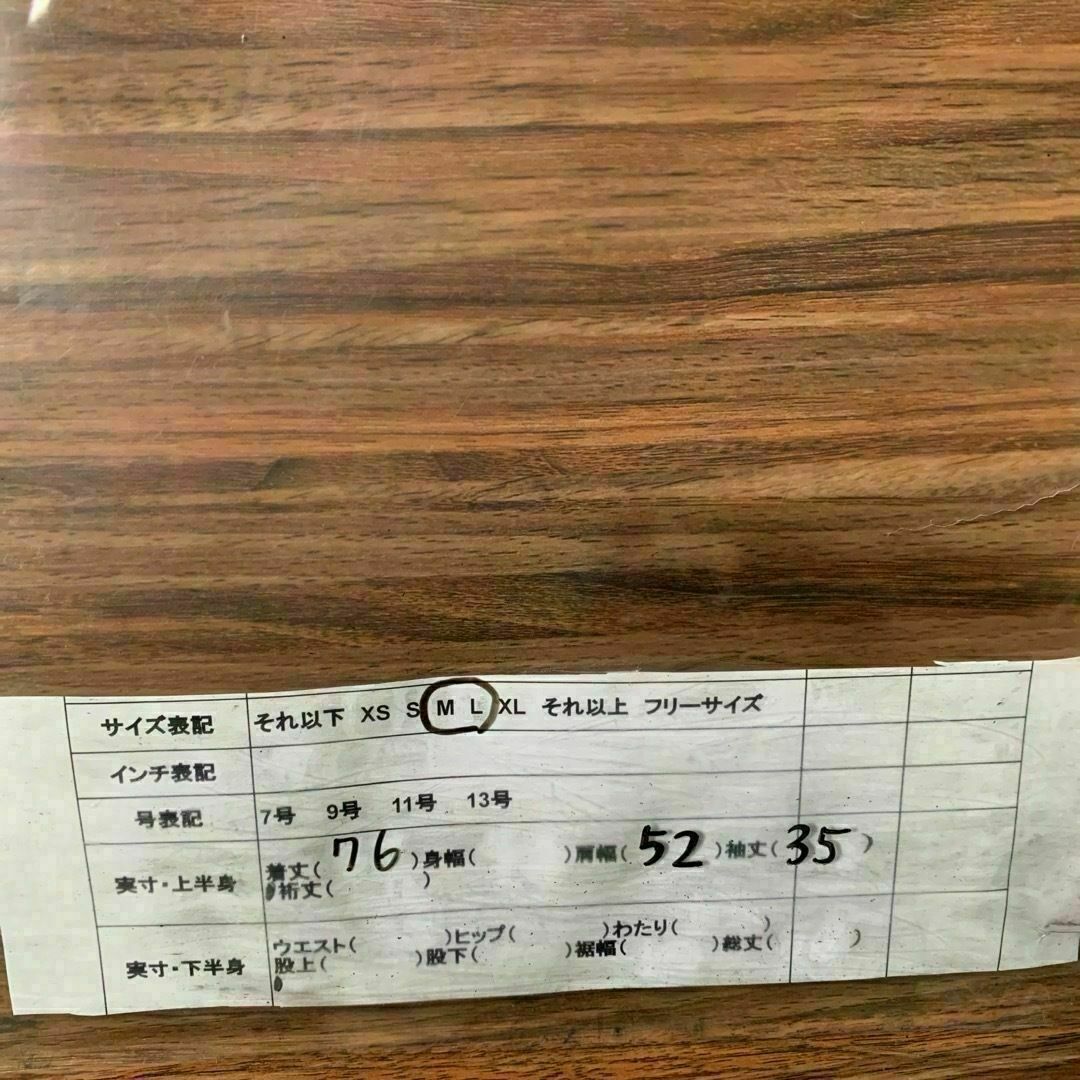 サイズ表記 それ以下 XS S M L XL それ以上 フリーサイズ
インチ表記
号表記 7号 9号 11号 13号
実寸・上半身 着丈( 76 )身幅( )肩幅( 52 )袖丈( 35 )
裄丈( )
実寸・下半身 ウエスト( )ヒップ( )わたり( )
股上( )股下( )裾幅( )総丈( )